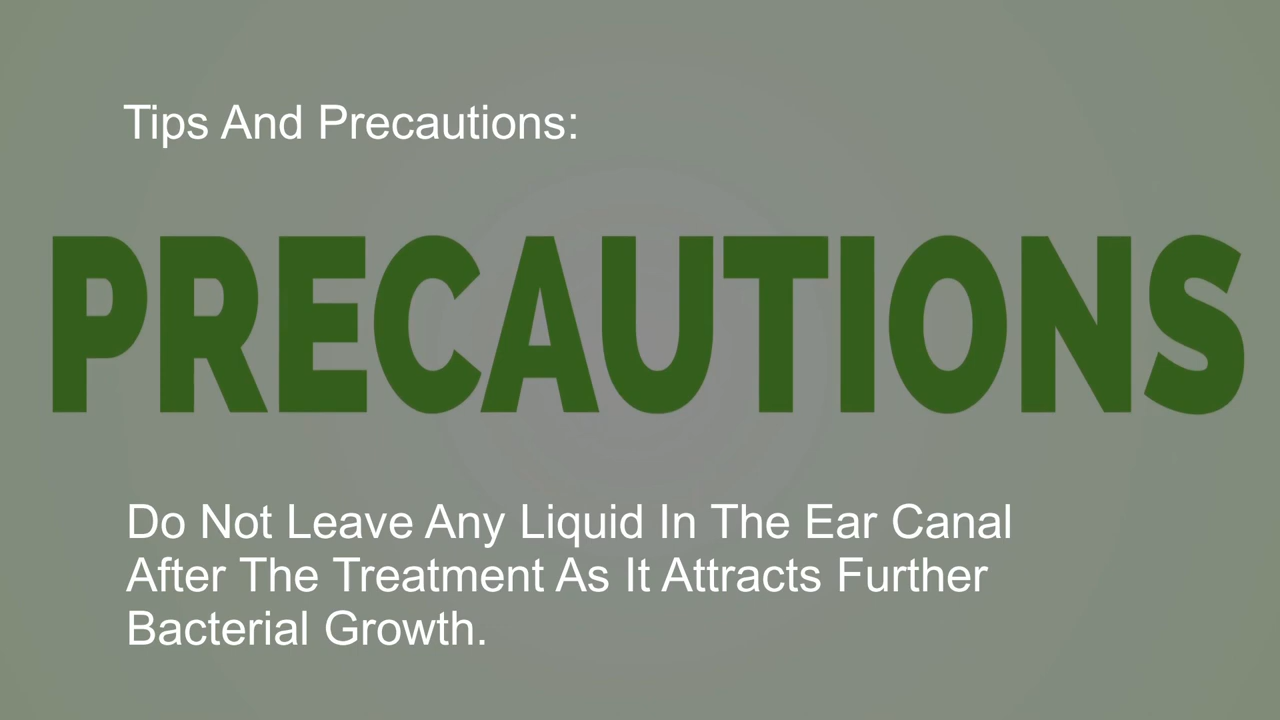 Tips And Precautions:
PRECAUTIONS
Do Not Leave Any Liquid In The Ear Canal
After The Treatment As It Attracts Further
Bacterial Growth.